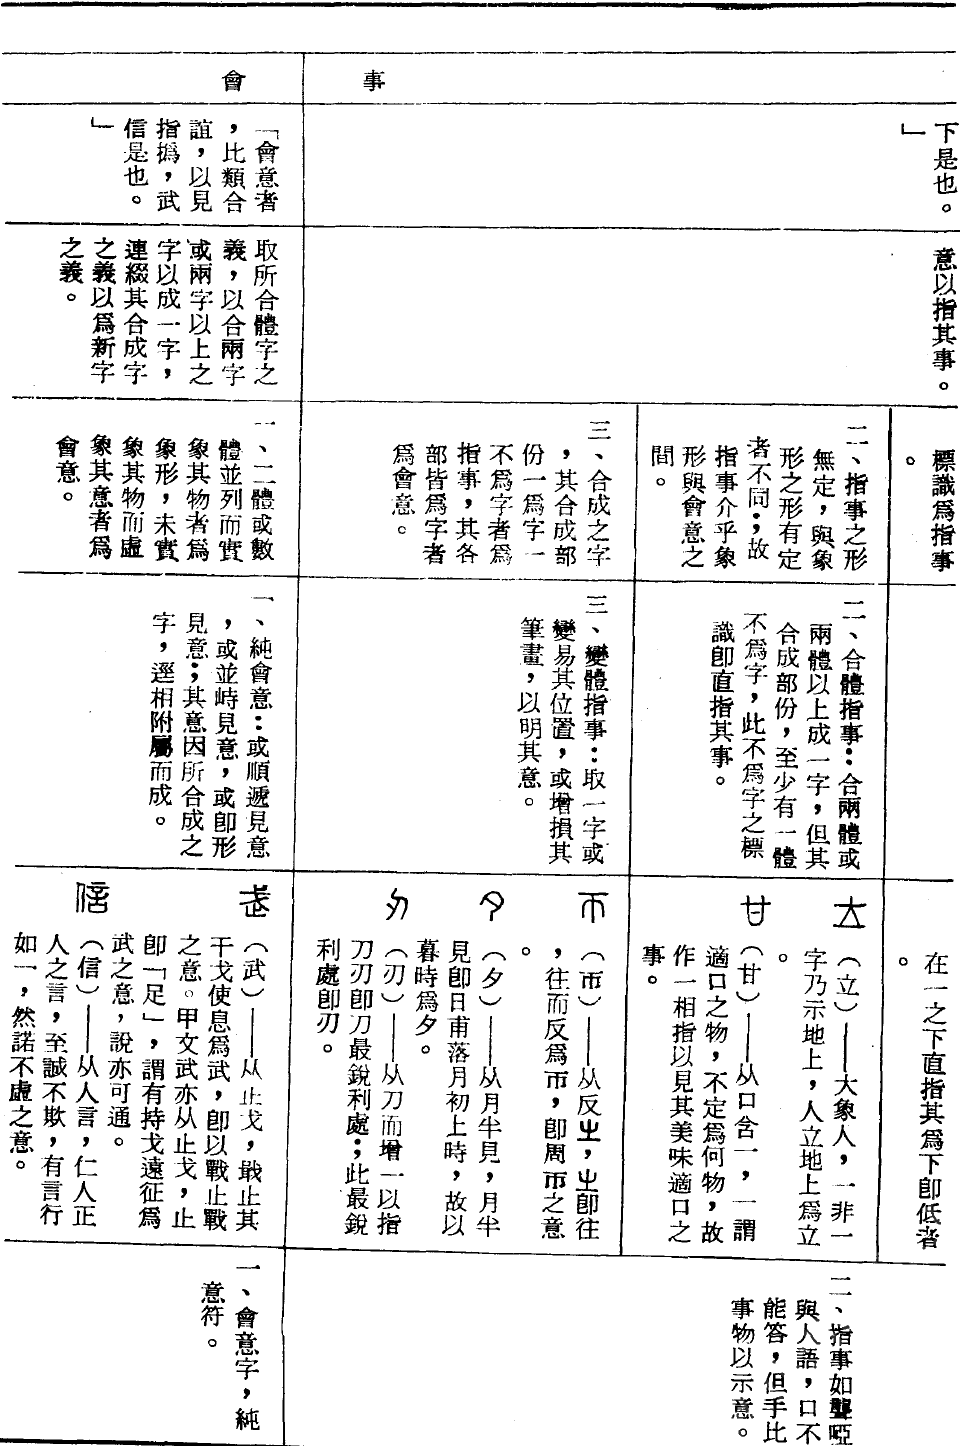 事
下是也。
」
意以指其事。
標識爲指事
。
二、指事之形
無定，與象
形之形有定
者不同；故
指事介乎象
形與會意之
間。
三、合成之字
，其合成部
份一爲字一
不爲字者爲
指事，其各
部皆爲字者
爲會意。
二、合體指事：合兩體或
兩體以上成一字，但其
合成部份，至少有一體
不爲字，此不爲字之標
識卽直指其事。
三、變體指事：取一字或
變易其位置，或增損其
筆畫，以明其意。
在一之下直指其爲下卽低者
。
（立）——大象人，一非一
字乃示地上，人立地上爲立
。
甘（甘）——从口含一，一謂
適口之物，不定爲何物，故
作一相指以見其美味適口之
事。
（帀）——从反㞢，㞢卽往
，往而反爲帀，卽周帀之意
。
（夕）——从月半見，月半
見卽日甫落月初上時，故以
暮時爲夕。
（刃）——从刀而增一以指
刀刃卽刀最銳利處；此最銳
利處卽刃。
二、指事如聾啞
與人語，口不
能答，但手比
事物以示意。
會
「會意者
，比類合
誼，以見
指撝，武
信是也。
」
取所合體字之
義，以合兩字
或兩字以上之
字以成一字，
連綴其合成字
之義以爲新字
之義。
一、二體或數
體並列而實
象其物者爲
象形，未實
象其物而虛
象其意者爲
會意。
一、純會意：或順遞見意
，或並峙見意，或卽形
見意；其意因所合成之
字，逕相附屬而成。
（武）——从止戈，戢止其
干戈使息爲武，卽以戰止戰
之意。甲文武亦从止戈，止
卽「足」，謂有持戈遠征爲
武之意，說亦可通。
（信）——从人言，仁人正
人之言，至誠不欺，有言行
如一，然諾不虛之意。
一、會意字，純
意符。